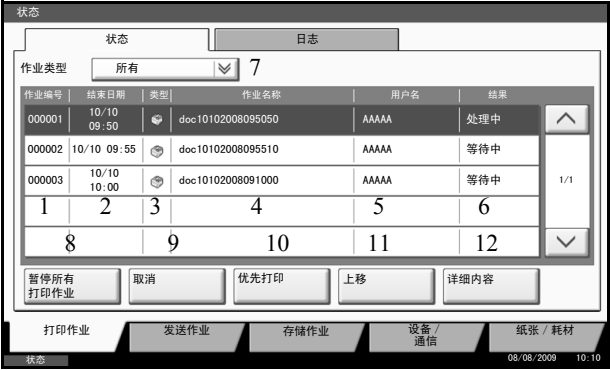 状态
状态 日志
作业类型 所有 7
作业编号 结束日期 类型 作业名称 用户名 结果
000001 10/10 09:50 doc10102008095050 AAAAA 处理中
000002 10/10 09:55 doc10102008095510 AAAAA 等待中
000003 10/10 10:00 doc10102008091000 AAAAA 等待中
1/1
1 2 3 4 5 6
8 9 10 11 12
暂停所有 打印作业 取消 优先打印 上移 详细内容
打印作业 发送作业 存储作业 设备 / 通信 纸张 / 耗材
状态 08/08/2009 10:10